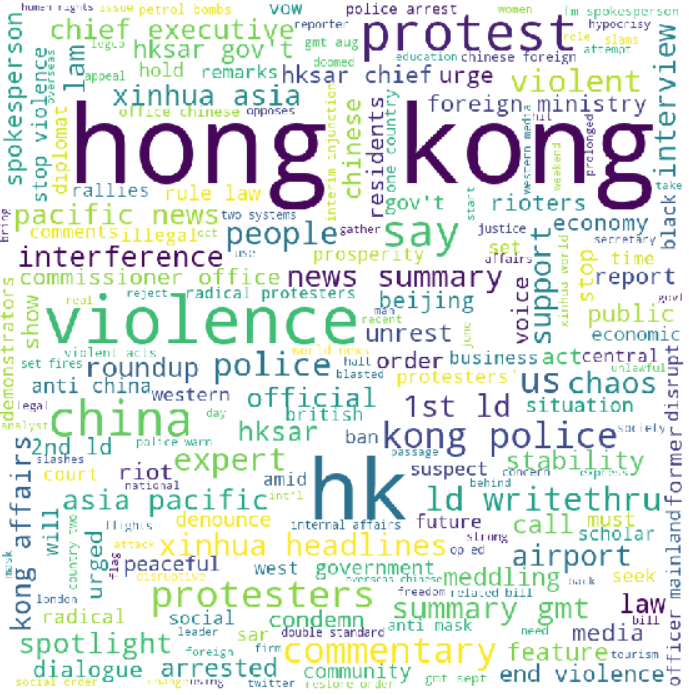 human rights issue petrol bombs vow police arrest women fm spokesperson
chief executive reporter protest hypocrisy
legco role slams
hksar gov't gmt aug education chinese foreign attempt
spokesperson stop violence overseas lam appeal hold remarks hksar chief urge violent interview
doomed
diplomat xinhua asia office chinese foreign ministry
opposes
hong kong
interim injunction chinese residents one country western media hil weekend prolonged
rallies rule law gov't start rioters take
bring pacific news two systems say justice economy black secretary
comments illegal oct people gather set affairs time
interference use prosperity support xinhua world stop report
commissioner office news summary voice govt
demonstrators show real reject radical protesters beijing public
violence recent man unrest june economic disrupt
violent acts world news hall order business act central
set fires roundup police blasted protesters' unlawful
anti china western official us chaos
legal british 1st ld situation
china day hksar ban kong police society
analyst 2nd ld police warn passage stability
slashes expert amid suspect concern express
court riot hk behind
kong affairs national int'l
asia pacific ld writethru former
will country two flights denounce internal affairs future call must scholar
attack strong
urged xinhua headlines op ed airport
flag peaceful west government meddling seek mainland
mask disruptive overseas chinese back
protesters freedom related bill law
london summary gmt bill
radical social condemn anti mask media
leader sar double standard need
spotlight foreign firm commentary feature tourism
dialogue arrested community end violence officer
social order change using twitter restore order gmt sept